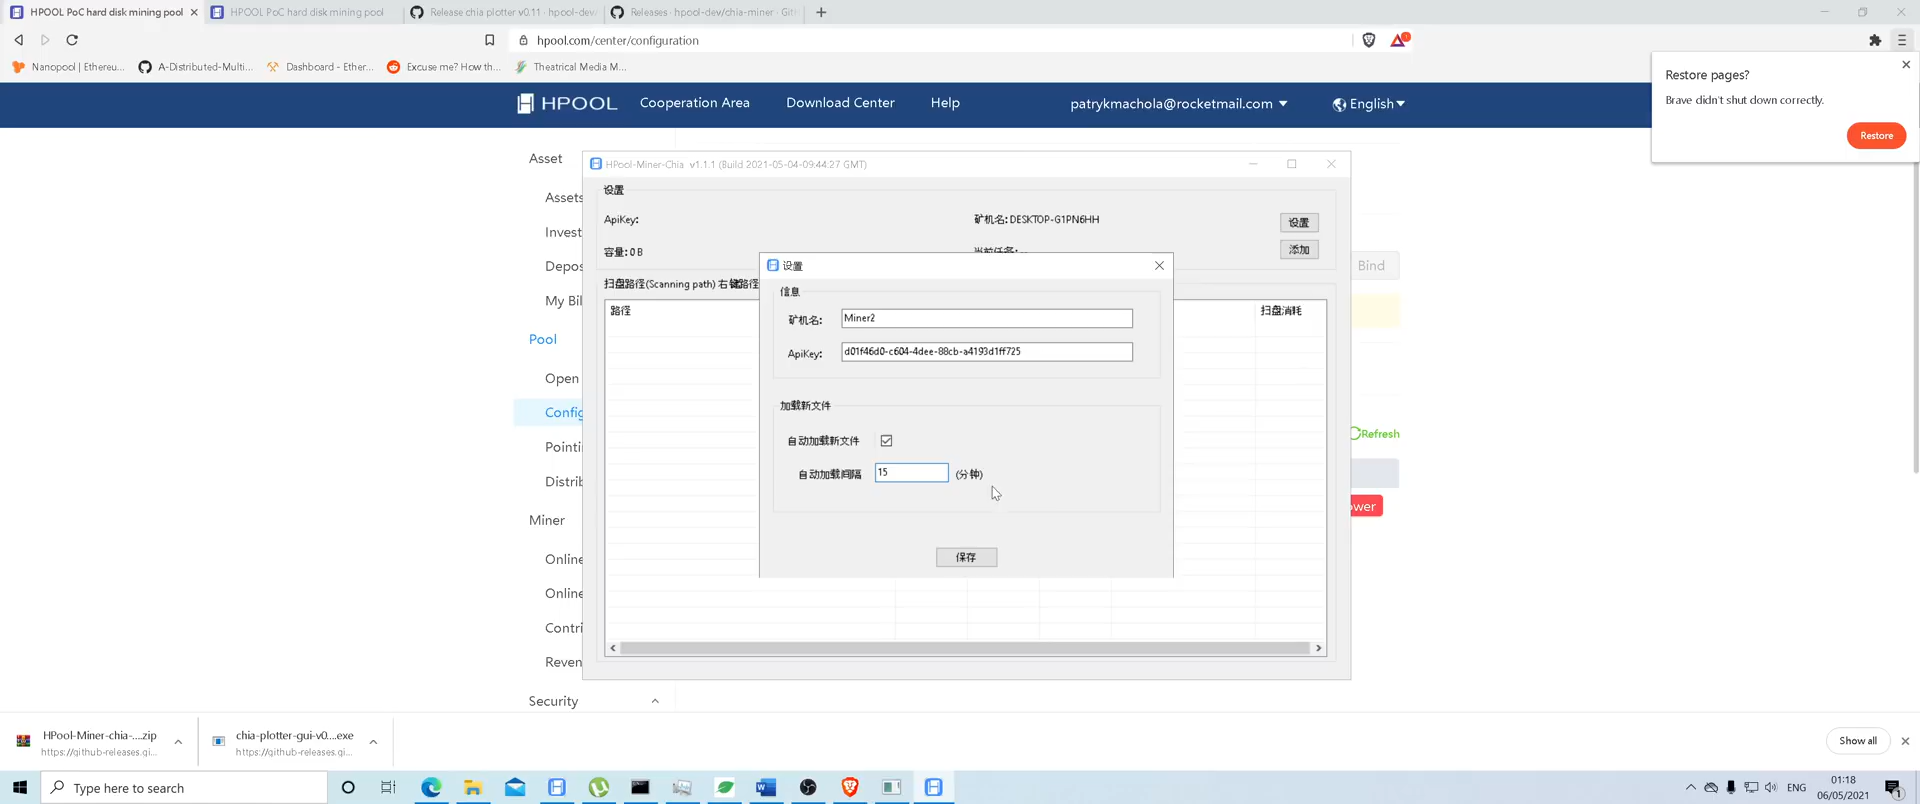 HPOOL PoC hard disk mining pool
HPOOL PoC hard disk mining pool
Release chia plotter v0.11 · hpool-dev/
Releases · hpool-dev/chia-miner · Git
hpool.com/center/configuration
1
Nanopool | Ethereu...
A-Distributed-Multi...
Dashboard - Ether...
Excuse me? How th...
Theatrical Media M...
Restore pages?
Brave didn't shut down correctly.
Restore
HPOOL
Cooperation Area
Download Center
Help
patrykmachola@rocketmail.com
English
Asset
Assets
Invest
Depos
My Bil
Pool
Open
Config
Pointi
Distrib
Miner
Online
Online
Contri
Reven
Security
Bind
Refresh
ower
HPool-Miner-Chia v1.1.1 (Build 2021-05-04-09:44:27 GMT)
设置
ApiKey:
矿机名: DESKTOP-G1PN6HH
设置
容量: 0 B
当前任务: --
添加
扫盘路径(Scanning path) 右键路径
路径
扫盘消耗
设置
信息
矿机名:
Miner2
ApiKey:
d01f46d0-c604-4dee-88cb-a4193d1ff725
加载新文件
自动加载新文件
自动加载间隔
15
(分钟)
保存
HPool-Miner-chia-....zip
https://github-releases.gi...
chia-plotter-gui-v0....exe
https://github-releases.gi...
Show all
Type here to search
ENG
01:18
06/05/2021
1